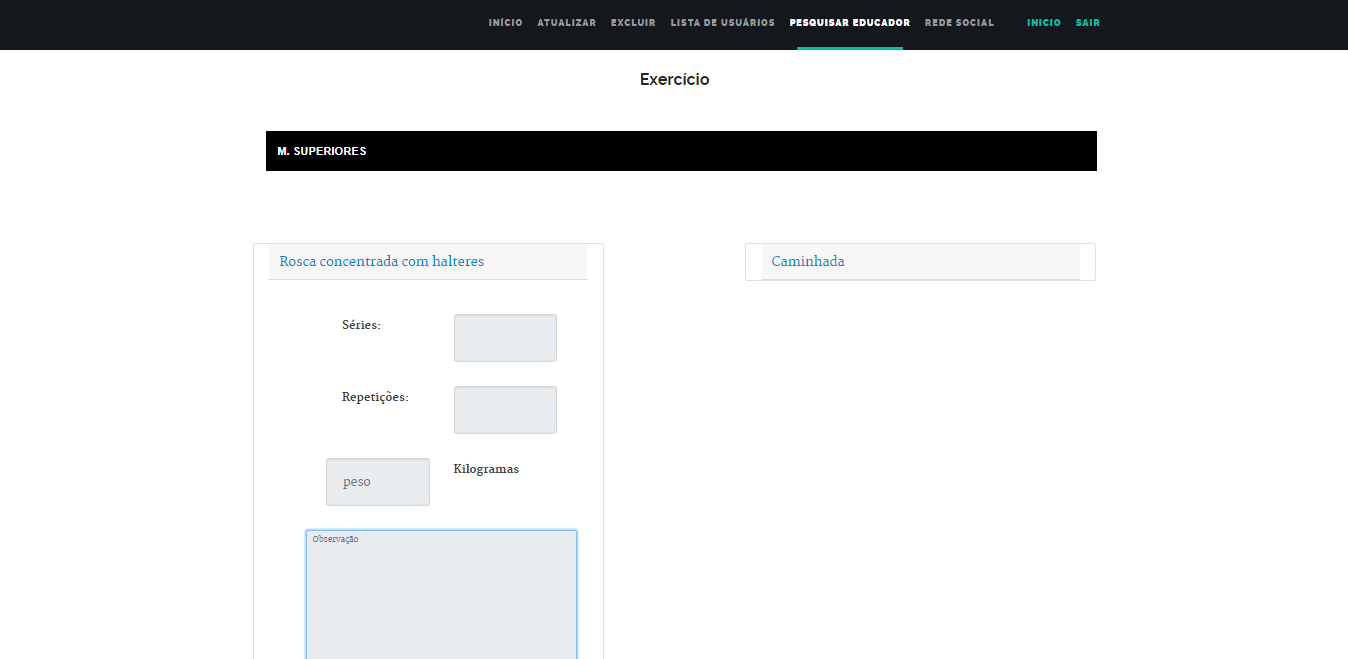 INÍCIO ATUALIZAR EXCLUIR LISTA DE USUÁRIOS PESQUISAR EDUCADOR REDE SOCIAL INICIO SAIR
Exercício
M. SUPERIORES
Rosca concentrada com halteres
Caminhada
Séries:
Repetições:
peso Kilogramas
Observação